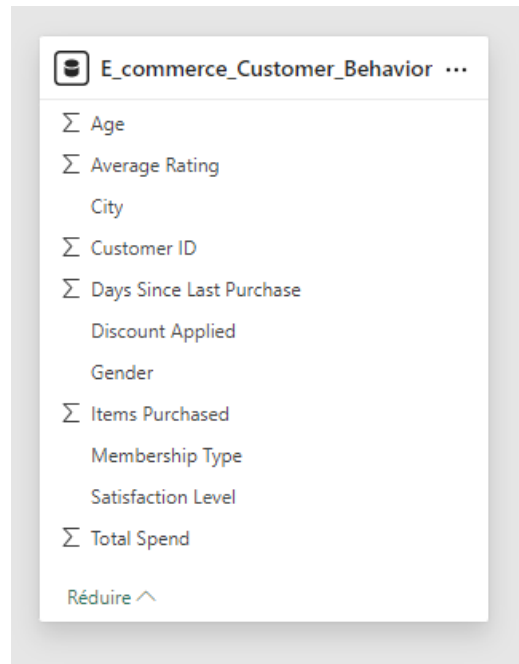 E_commerce_Customer_Behavior ...
∑ Age
∑ Average Rating
City
∑ Customer ID
∑ Days Since Last Purchase
Discount Applied
Gender
∑ Items Purchased
Membership Type
Satisfaction Level
∑ Total Spend
Réduire